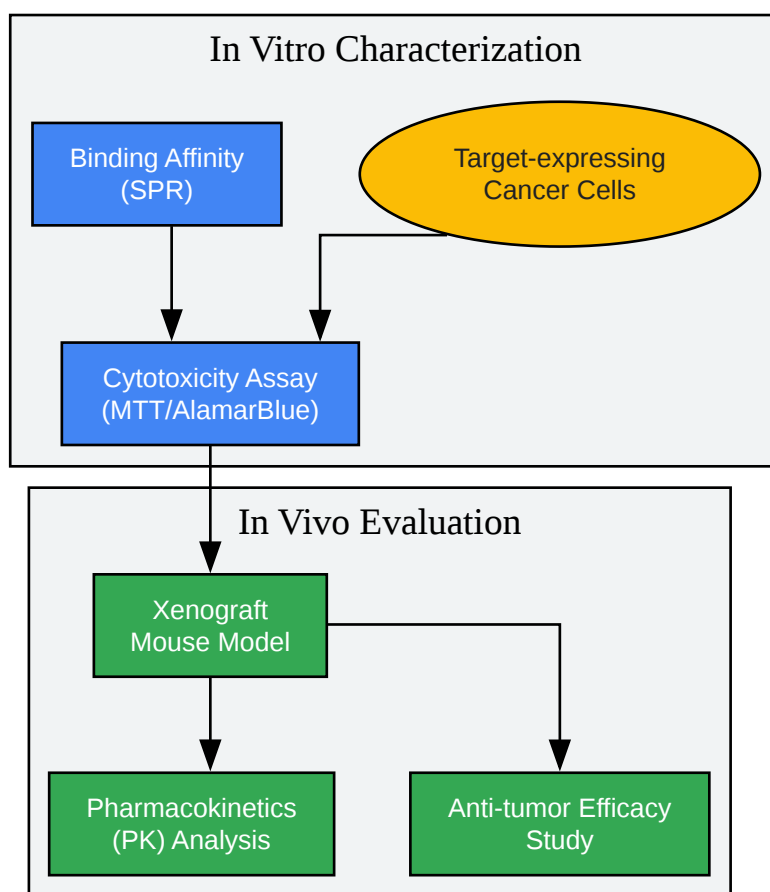 In Vitro Characterization
Binding Affinity
(SPR)
Target-expressing
Cancer Cells
Cytotoxicity Assay
(MTT/AlamarBlue)
In Vivo Evaluation
Xenograft
Mouse Model
Pharmacokinetics
(PK) Analysis
Anti-tumor Efficacy
Study